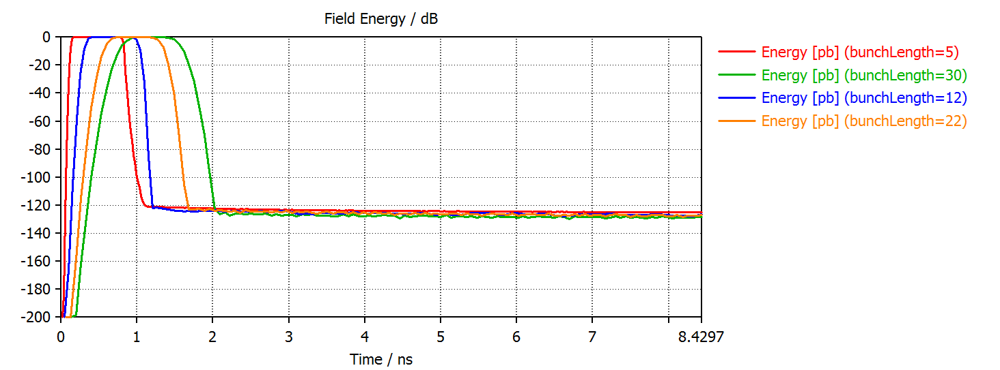 Field Energy / dB
0
-20
-40
-60
-80
-100
-120
-140
-160
-180
-200
0 1 2 3 4 5 6 7 8.4297
Time / ns
Energy [pb] (bunchLength=5)
Energy [pb] (bunchLength=30)
Energy [pb] (bunchLength=12)
Energy [pb] (bunchLength=22)